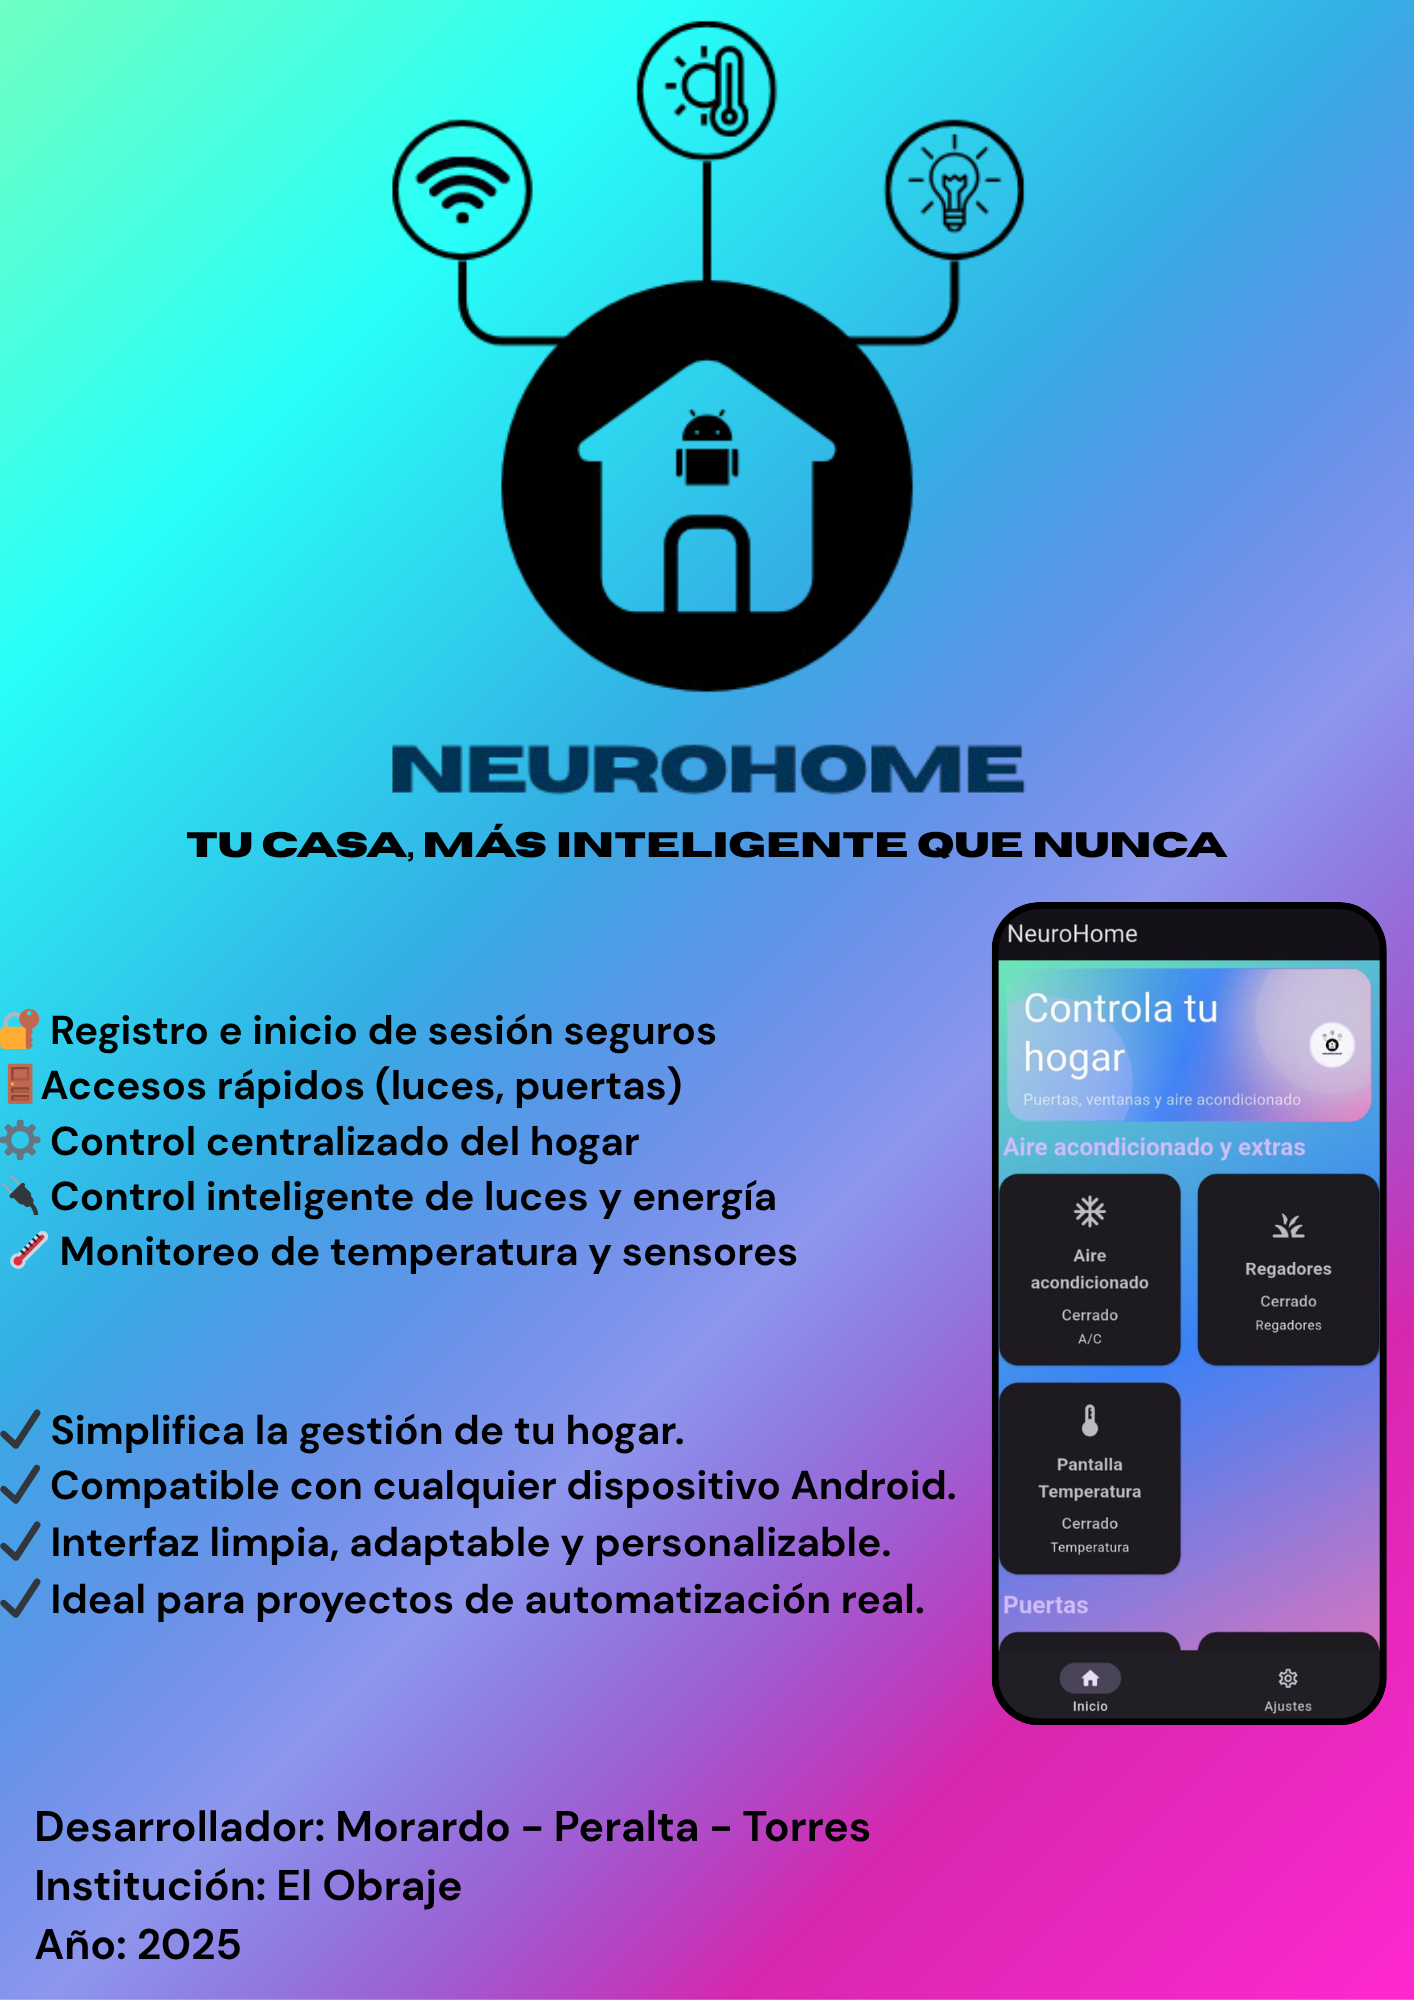 NEUROHOME
TU CASA, MÁS INTELIGENTE QUE NUNCA
🔐 Registro e inicio de sesión seguros
🚪Accesos rápidos (luces, puertas)
⚙️ Control centralizado del hogar
🔌 Control inteligente de luces y energía
🌡️ Monitoreo de temperatura y sensores
✔️ Simplifica la gestión de tu hogar.
✔️ Compatible con cualquier dispositivo Android.
✔️ Interfaz limpia, adaptable y personalizable.
✔️ Ideal para proyectos de automatización real.
NeuroHome
Controla tu
hogar
Puertas, ventanas y aire acondicionado
Aire acondicionado y extras
Aire
acondicionado
Cerrado
A/C
Regadores
Cerrado
Regadores
Pantalla
Temperatura
Cerrado
Temperatura
Puertas
Inicio
Ajustes
Desarrollador: Morardo - Peralta - Torres
Institución: El Obraje
Año: 2025